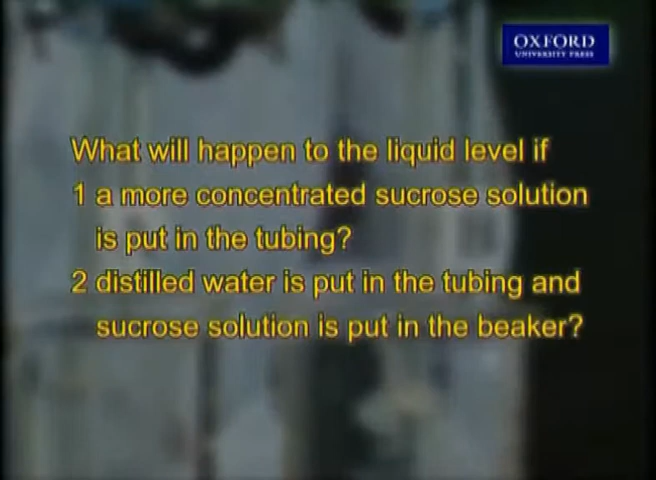 OXFORD
UNIVERSITY PRESS
What will happen to the liquid level if
1 a more concentrated sucrose solution
is put in the tubing?
2 distilled water is put in the tubing and
sucrose solution is put in the beaker?